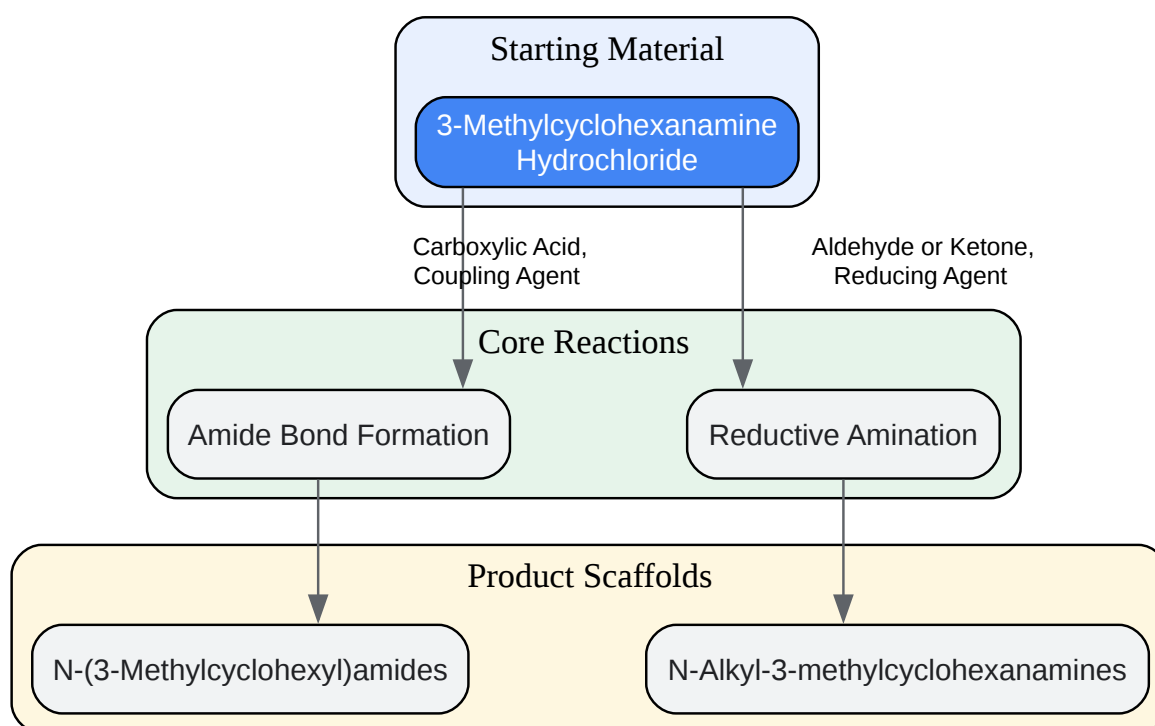 Starting Material
3-Methylcyclohexanamine
Hydrochloride
Carboxylic Acid,
Coupling Agent
Aldehyde or Ketone,
Reducing Agent
Core Reactions
Amide Bond Formation
Reductive Amination
Product Scaffolds
N-(3-Methylcyclohexyl)amides
N-Alkyl-3-methylcyclohexanamines